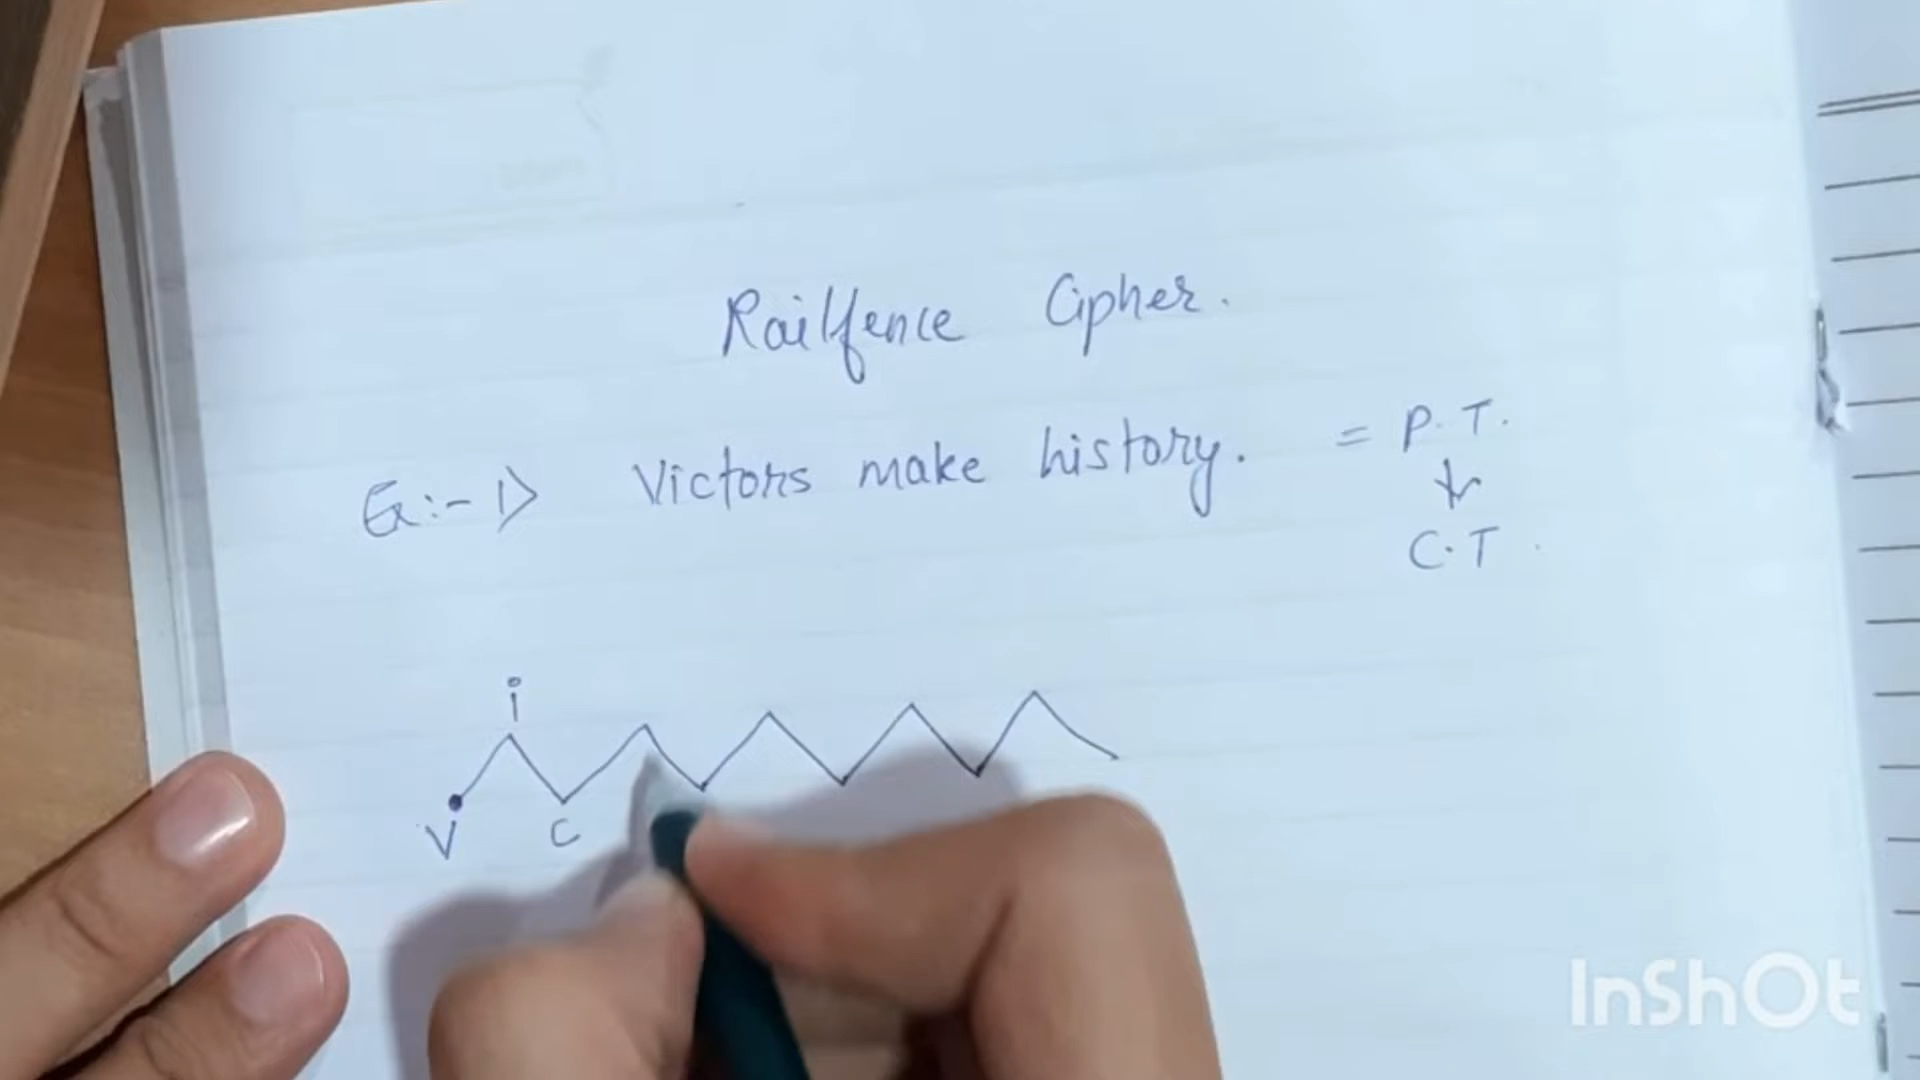 Railfence Cipher.
Ex:- 1> Victors make history. = P.T.
C.T
i
V C
InShOt